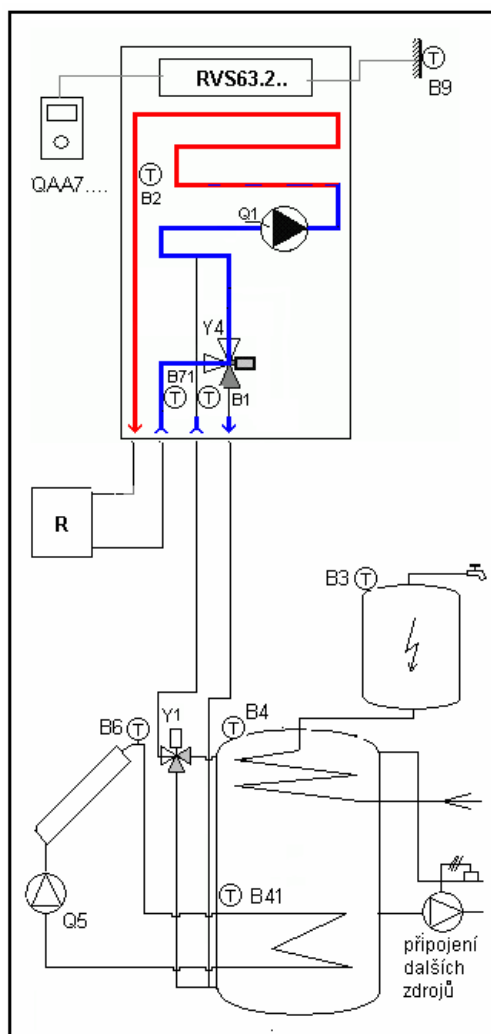 RVS63.2..
T
B9
QAA7....
T
B2
Q1
Y4
B71
T
T
B1
R
B3
T
B6
T
Y1
B4
T
T
B41
Q5
připojení
dalších
zdrojů